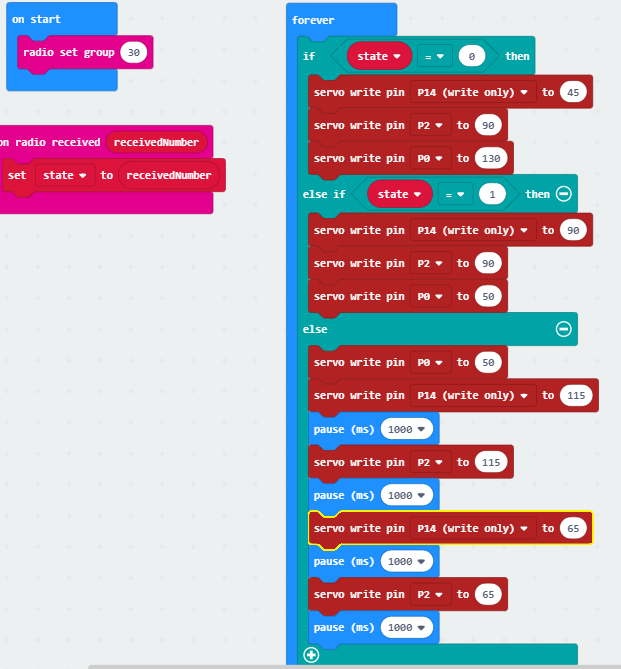 on start
radio set group 30
on radio received receivedNumber
set state to receivedNumber
forever
if state = 0 then
servo write pin P14 (write only) to 45
servo write pin P2 to 90
servo write pin P0 to 130
else if state = 1 then
servo write pin P14 (write only) to 90
servo write pin P2 to 90
servo write pin P0 to 50
else
servo write pin P0 to 50
servo write pin P14 (write only) to 115
pause (ms) 1000
servo write pin P2 to 115
pause (ms) 1000
servo write pin P14 (write only) to 65
pause (ms) 1000
servo write pin P2 to 65
pause (ms) 1000